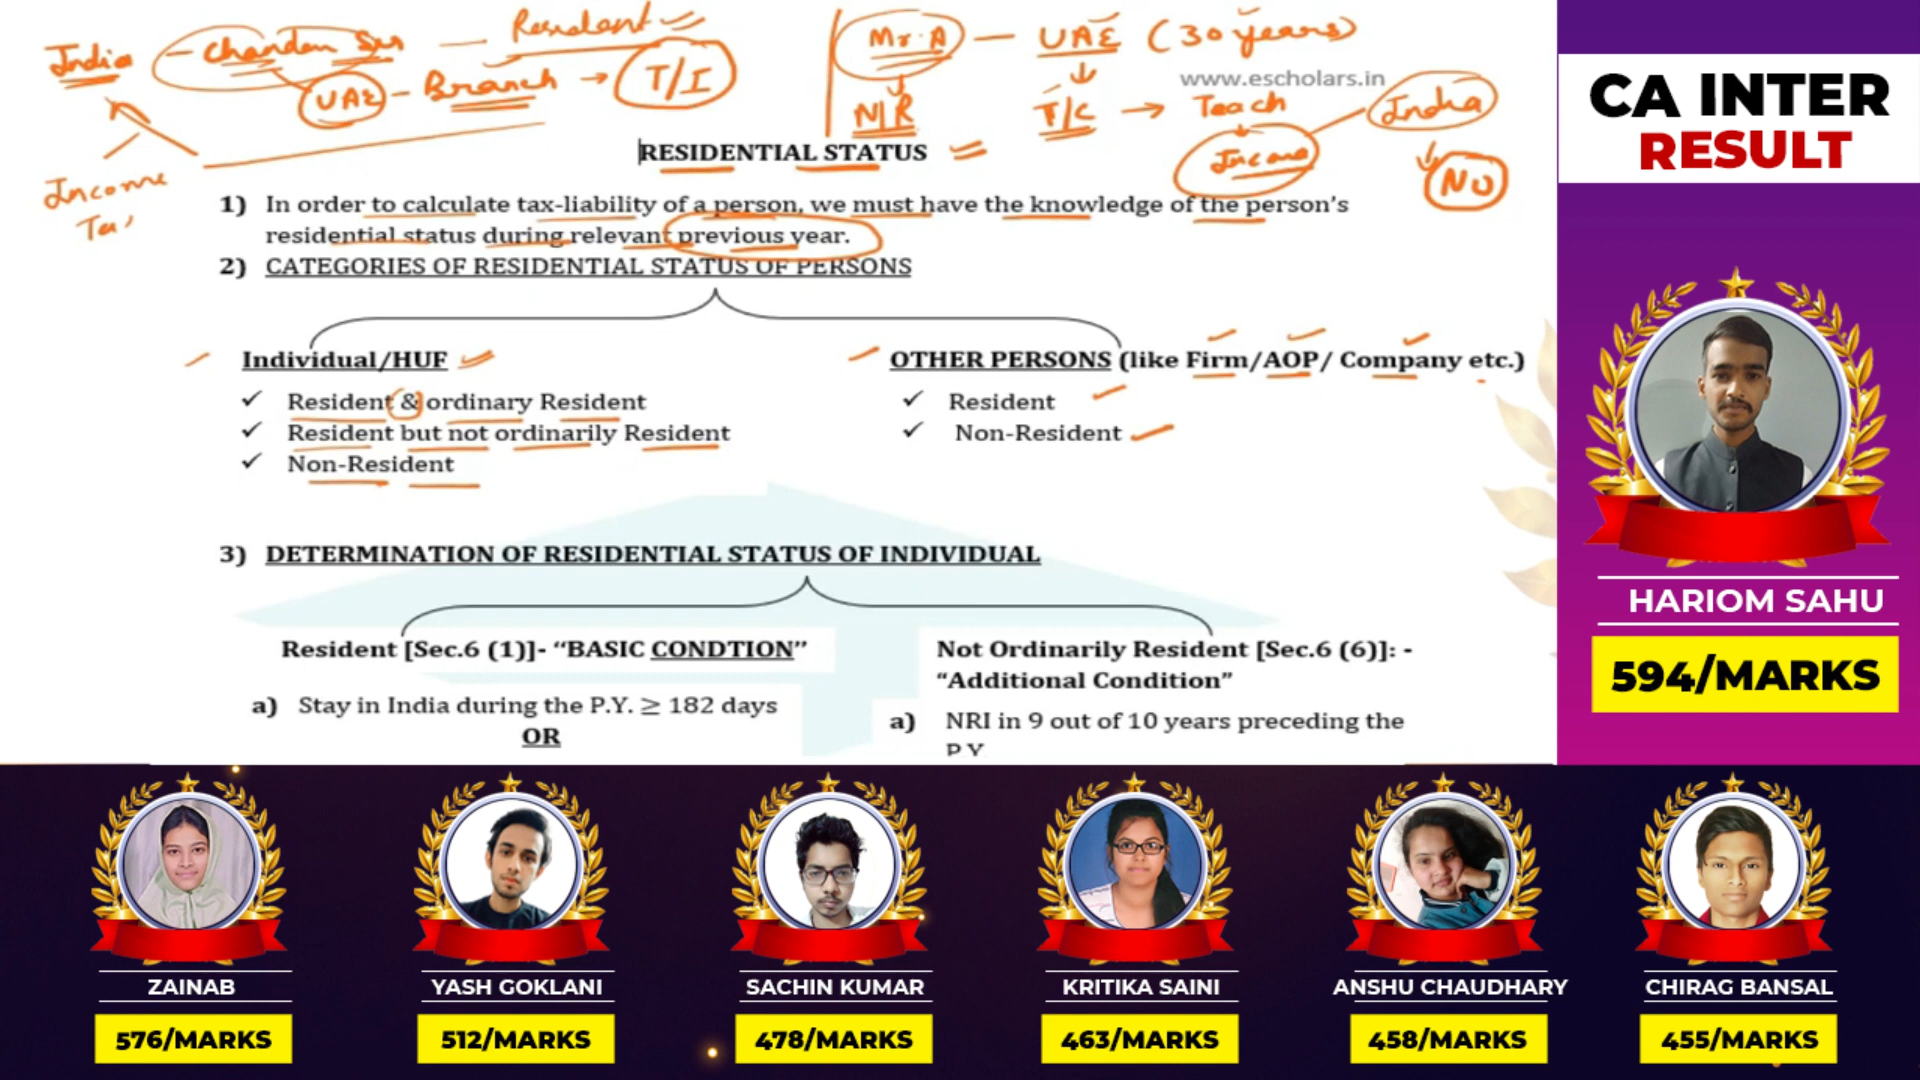 India - Chandan Sir — Resident
UAE - Branch → T/I
Income
Mr. A — UAE (30 years)
N/R T/C → Teach India
Income NO
www.escholars.in
RESIDENTIAL STATUS
1) In order to calculate tax-liability of a person, we must have the knowledge of the person's
residential status during relevant previous year.
2) CATEGORIES OF RESIDENTIAL STATUS OF PERSONS
Individual/HUF
✓ Resident & ordinary Resident
✓ Resident but not ordinarily Resident
✓ Non-Resident
OTHER PERSONS (like Firm/AOP/ Company etc.)
✓ Resident
✓ Non-Resident
3) DETERMINATION OF RESIDENTIAL STATUS OF INDIVIDUAL
Resident [Sec.6 (1)]- “BASIC CONDTION”
a) Stay in India during the P.Y. ≥ 182 days
OR
Not Ordinarily Resident [Sec.6 (6)]: -
“Additional Condition”
a) NRI in 9 out of 10 years preceding the
P.Y
CA INTER
RESULT
HARIOM SAHU
594/MARKS
ZAINAB
576/MARKS
YASH GOKLANI
512/MARKS
SACHIN KUMAR
478/MARKS
KRITIKA SAINI
463/MARKS
ANSHU CHAUDHARY
458/MARKS
CHIRAG BANSAL
455/MARKS